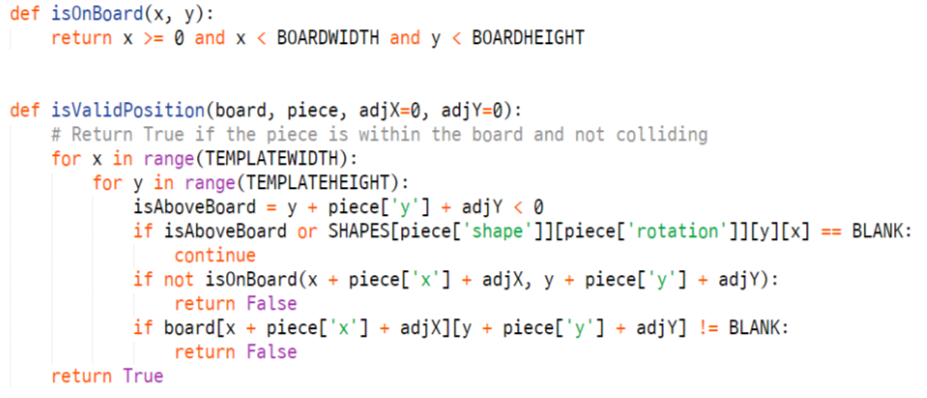 def isOnBoard(x, y):
    return x >= 0 and x < BOARDWIDTH and y < BOARDHEIGHT
def isValidPosition(board, piece, adjX=0, adjY=0):
    # Return True if the piece is within the board and not colliding
    for x in range(TEMPLATEWIDTH):
        for y in range(TEMPLATEHEIGHT):
            isAboveBoard = y + piece['y'] + adjY < 0
            if isAboveBoard or SHAPES[piece['shape']][piece['rotation']][y][x] == BLANK:
                continue
            if not isOnBoard(x + piece['x'] + adjX, y + piece['y'] + adjY):
                return False
            if board[x + piece['x'] + adjX][y + piece['y'] + adjY] != BLANK:
                return False
    return True